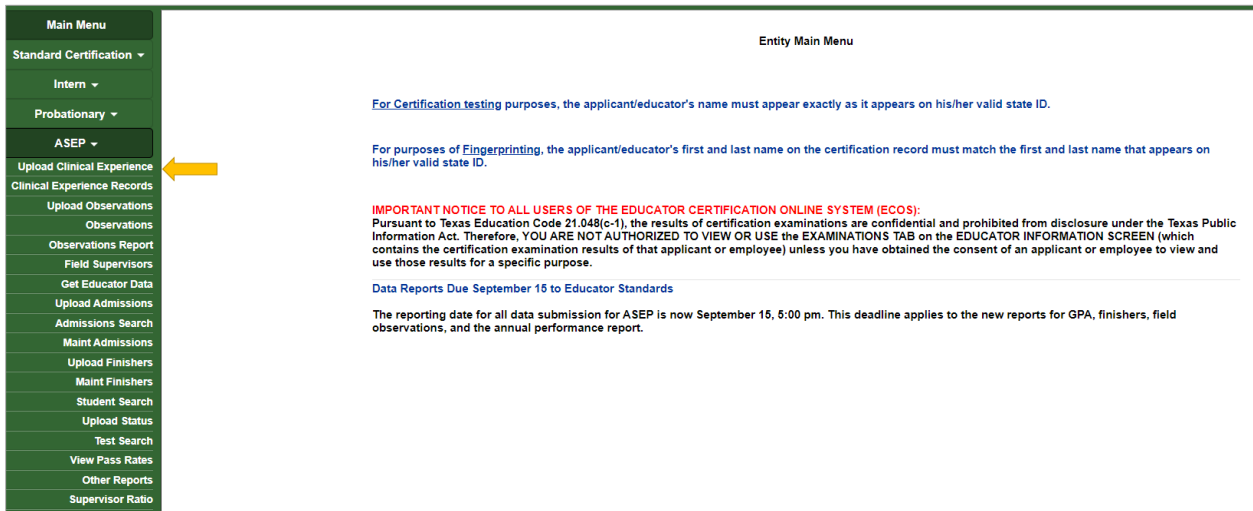 Main Menu
Standard Certification
Intern
Probationary
ASEP
Upload Clinical Experience
Clinical Experience Records
Upload Observations
Observations
Observations Report
Field Supervisors
Get Educator Data
Upload Admissions
Admissions Search
Maint Admissions
Upload Finishers
Maint Finishers
Student Search
Upload Status
Test Search
View Pass Rates
Other Reports
Supervisor Ratio
Entity Main Menu
For Certification testing purposes, the applicant/educator's name must appear exactly as it appears on his/her valid state ID.
For purposes of Fingerprinting, the applicant/educator's first and last name on the certification record must match the first and last name that appears on
his/her valid state ID.
IMPORTANT NOTICE TO ALL USERS OF THE EDUCATOR CERTIFICATION ONLINE SYSTEM (ECOS):
Pursuant to Texas Education Code 21.048(c-1), the results of certification examinations are confidential and prohibited from disclosure under the Texas Public
Information Act. Therefore, YOU ARE NOT AUTHORIZED TO VIEW OR USE the EXAMINATIONS TAB on the EDUCATOR INFORMATION SCREEN (which
contains the certification examination results of that applicant or employee) unless you have obtained the consent of an applicant or employee to view and
use those results for a specific purpose.
Data Reports Due September 15 to Educator Standards
The reporting date for all data submission for ASEP is now September 15, 5:00 pm. This deadline applies to the new reports for GPA, finishers, field
observations, and the annual performance report.